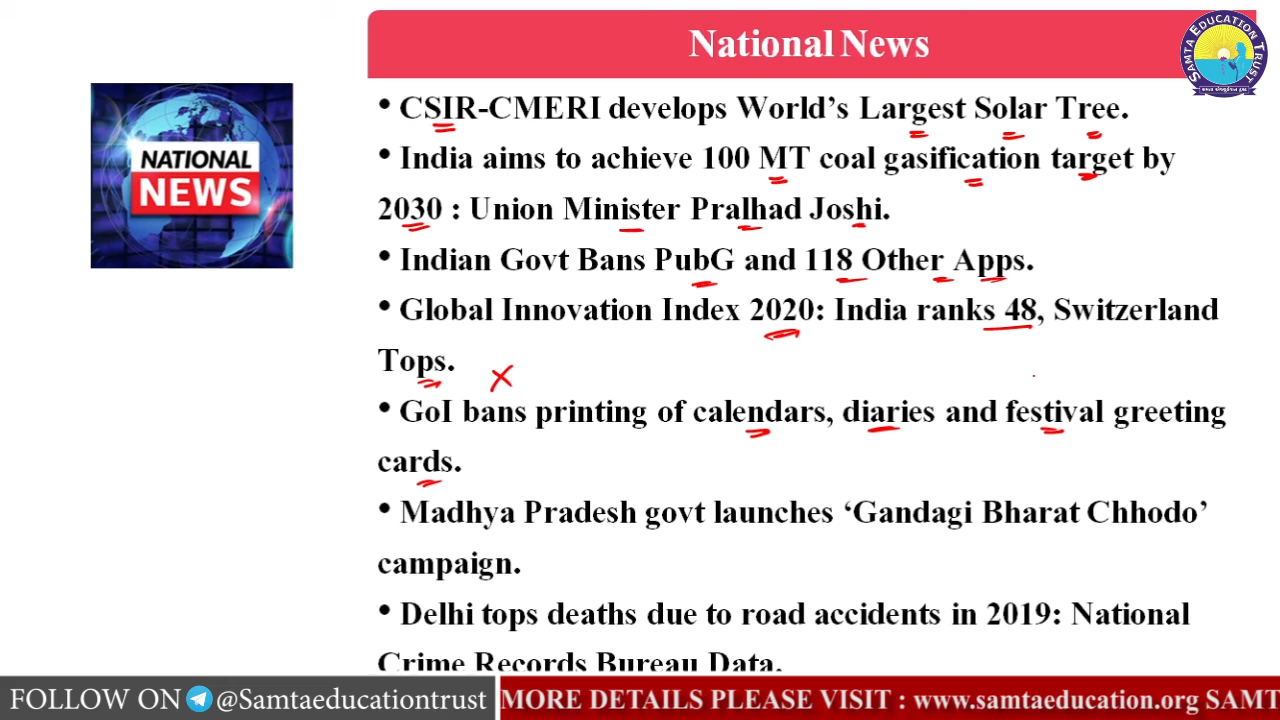 National News
SAMTA EDUCATION TRUST
NATIONAL
NEWS
• CSIR-CMERI develops World’s Largest Solar Tree.
• India aims to achieve 100 MT coal gasification target by
2030 : Union Minister Pralhad Joshi.
• Indian Govt Bans PubG and 118 Other Apps.
• Global Innovation Index 2020: India ranks 48, Switzerland
Tops.
• GoI bans printing of calendars, diaries and festival greeting
cards.
• Madhya Pradesh govt launches ‘Gandagi Bharat Chhodo’
campaign.
• Delhi tops deaths due to road accidents in 2019: National
Crime Records Bureau Data.
FOLLOW ON @Samtaeducationtrust
MORE DETAILS PLEASE VISIT : www.samtaeducation.org SAMT